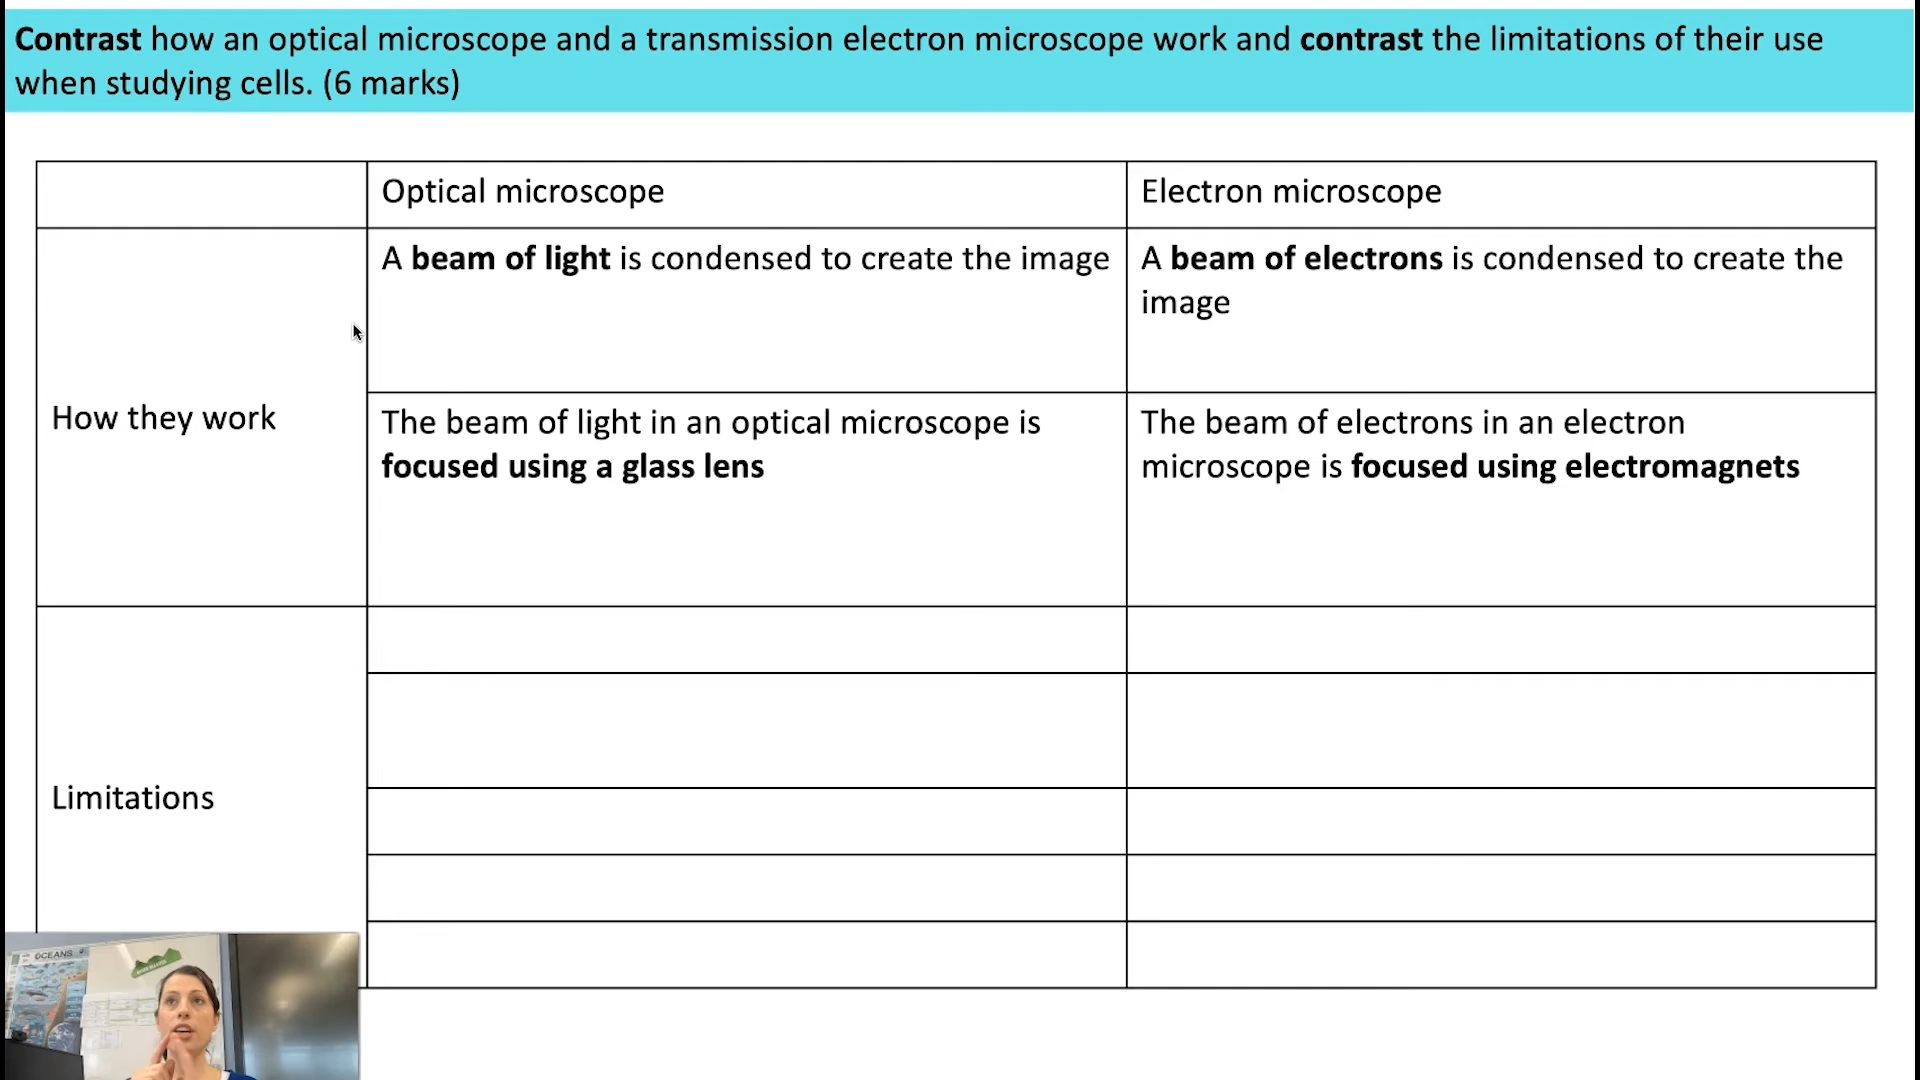 Contrast how an optical microscope and a transmission electron microscope work and contrast the limitations of their use
when studying cells. (6 marks)
Optical microscope
Electron microscope
How they work
A beam of light is condensed to create the image
A beam of electrons is condensed to create the
image
The beam of light in an optical microscope is
focused using a glass lens
The beam of electrons in an electron
microscope is focused using electromagnets
Limitations
OCEANS